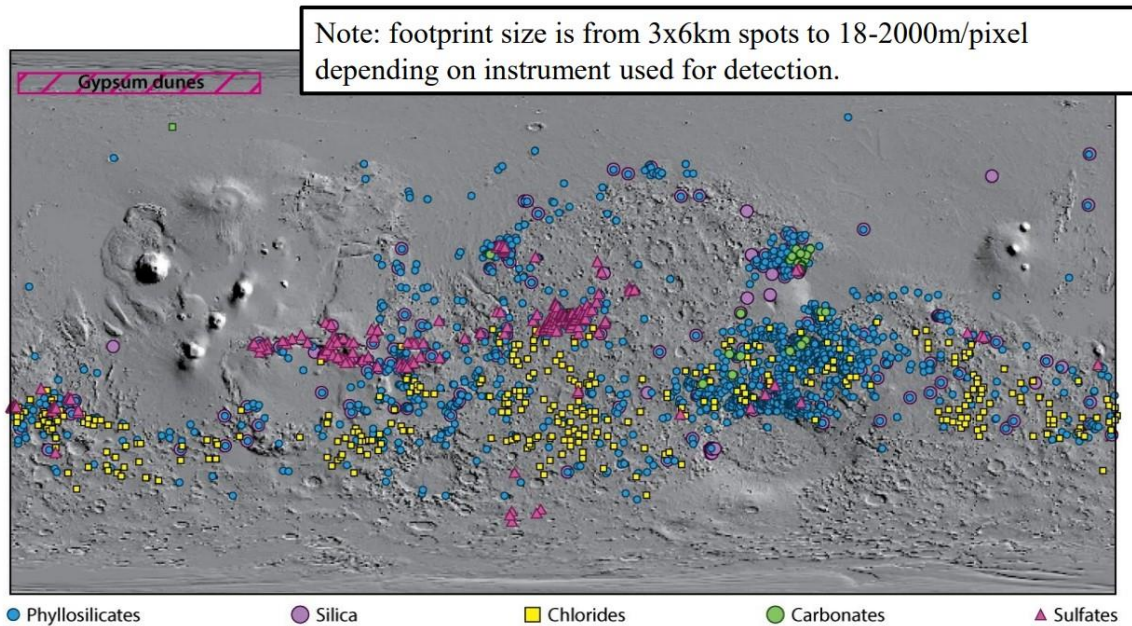 Note: footprint size is from 3x6km spots to 18-2000m/pixel
depending on instrument used for detection.
Gypsum dunes
Phyllosilicates
Silica
Chlorides
Carbonates
Sulfates